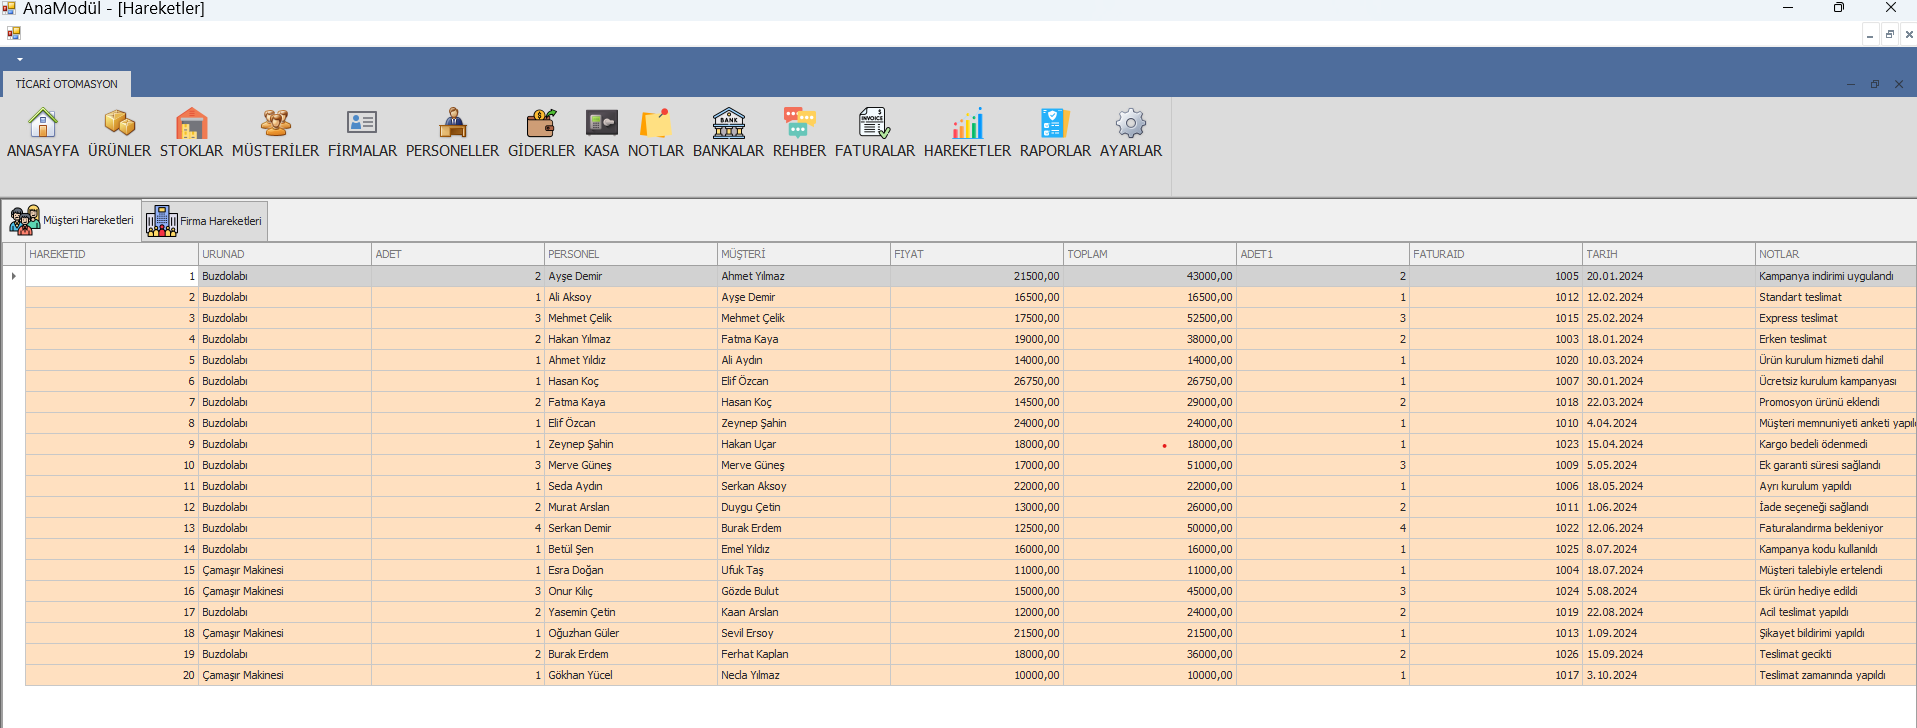 AnaModül - [Hareketler]
TİCARİ OTOMASYON
ANASAYFA ÜRÜNLER STOKLAR MÜSTERİLER FİRMALAR PERSONELLER GİDERLER KASA NOTLAR BANKALAR REHBER FATURALAR HAREKETLER RAPORLAR AYARLAR
Müşteri Hareketleri Firma Hareketleri
HAREKETID URUNAD ADET PERSONEL MÜŞTERİ FIYAT TOPLAM ADET1 FATURAID TARIH NOTLAR
1 Buzdolabı 2 Ayşe Demir Ahmet Yılmaz 21500,00 43000,00 2 1005 20.01.2024 Kampanya indirimi uygulandı
2 Buzdolabı 1 Ali Aksoy Ayşe Demir 16500,00 16500,00 1 1012 12.02.2024 Standart teslimat
3 Buzdolabı 3 Mehmet Çelik Mehmet Çelik 17500,00 52500,00 3 1015 25.02.2024 Express teslimat
4 Buzdolabı 2 Hakan Yılmaz Fatma Kaya 19000,00 38000,00 2 1003 18.01.2024 Erken teslimat
5 Buzdolabı 1 Ahmet Yıldız Ali Aydın 14000,00 14000,00 1 1020 10.03.2024 Ürün kurulum hizmeti dahil
6 Buzdolabı 1 Hasan Koç Elif Özcan 26750,00 26750,00 1 1007 30.01.2024 Ücretsiz kurulum kampanyası
7 Buzdolabı 2 Fatma Kaya Hasan Koç 14500,00 29000,00 2 1018 22.03.2024 Promosyon ürünü eklendi
8 Buzdolabı 1 Elif Özcan Zeynep Şahin 24000,00 24000,00 1 1010 4.04.2024 Müşteri memnuniyeti anketi
9 Buzdolabı 1 Zeynep Şahin Hakan Uçar 18000,00 18000,00 1 1023 15.04.2024 Kargo bedeli ödenmedi
10 Buzdolabı 3 Merve Güneş Merve Güneş 17000,00 51000,00 3 1009 5.05.2024 Ek garanti süresi sağlandı
11 Buzdolabı 1 Seda Aydın Serkan Aksoy 22000,00 22000,00 1 1006 18.05.2024 Ayrı kurulum yapıldı
12 Buzdolabı 2 Murat Arslan Duygu Çetin 13000,00 26000,00 2 1011 1.06.2024 İade seçeneği sağlandı
13 Buzdolabı 4 Serkan Demir Burak Erdem 12500,00 50000,00 4 1022 12.06.2024 Faturalandırma bekleniyor
14 Buzdolabı 1 Betül Şen Emel Yıldız 16000,00 16000,00 1 1025 8.07.2024 Kampanya kodu kullanıldı
15 Çamaşır Makinesi 1 Esra Doğan Ufuk Taş 11000,00 11000,00 1 1004 18.07.2024 Müşteri talebiyle ertelendi
16 Çamaşır Makinesi 3 Onur Kılıç Gözde Bulut 15000,00 45000,00 3 1024 5.08.2024 Ek ürün hediye edildi
17 Buzdolabı 2 Yasemin Çetin Kaan Arslan 12000,00 24000,00 2 1019 22.08.2024 Acil teslimat yapıldı
18 Çamaşır Makinesi 1 Oğuzhan Güler Sevil Ersoy 21500,00 21500,00 1 1013 1.09.2024 Şikayet bildirimi yapıldı
19 Buzdolabı 2 Burak Erdem Ferhat Kaplan 18000,00 36000,00 2 1026 15.09.2024 Teslimat gecikti
20 Çamaşır Makinesi 1 Gökhan Yücel Necla Yılmaz 10000,00 10000,00 1 1017 3.10.2024 Teslimat zamanında yapıldı